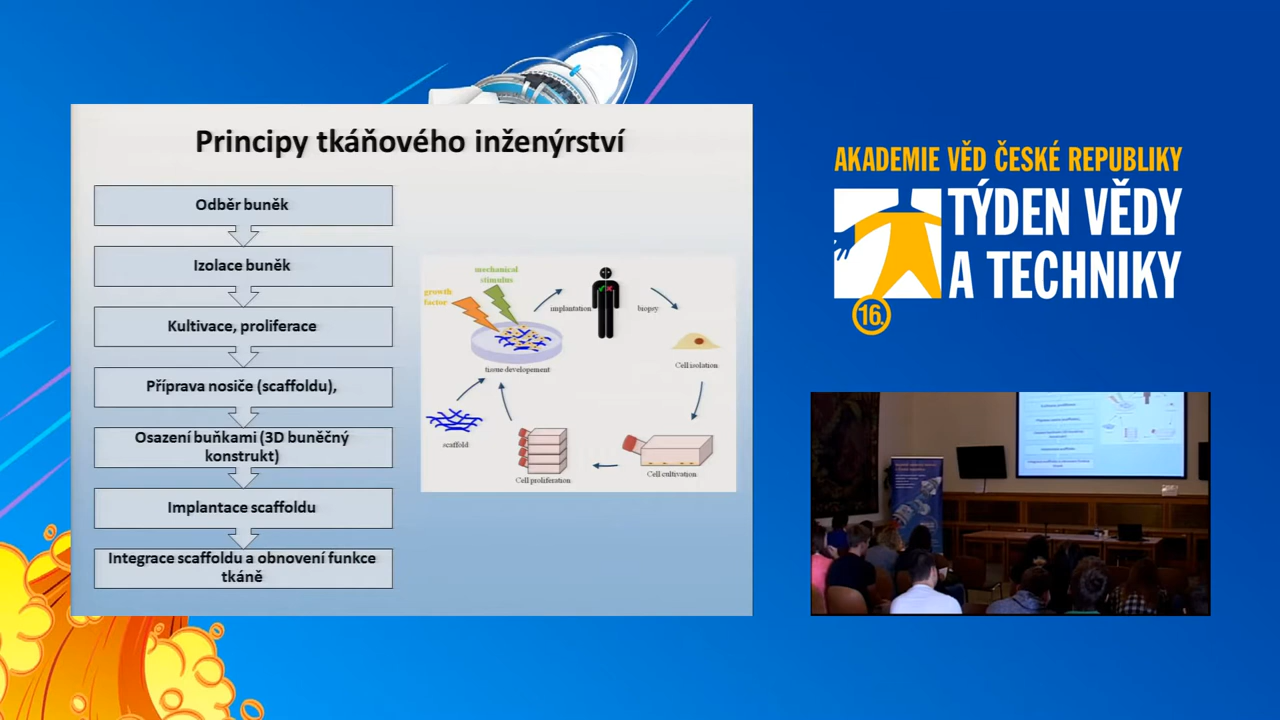 Principy tkáňového inženýrství
Odběr buněk
Izolace buněk
Kultivace, proliferace
Příprava nosiče (scaffoldu),
Osazení buňkami (3D buněčný
konstrukt)
Implantace scaffoldu
Integrace scaffoldu a obnovení funkce
tkáně
mechanical
stimulus
growth
factor
implantation
biopsy
tissue developement
Cell isolation
scaffold
Cell proliferation
Cell cultivation
AKADEMIE VĚD ČESKÉ REPUBLIKY
TÝDEN VĚDY
A TECHNIKY
16.